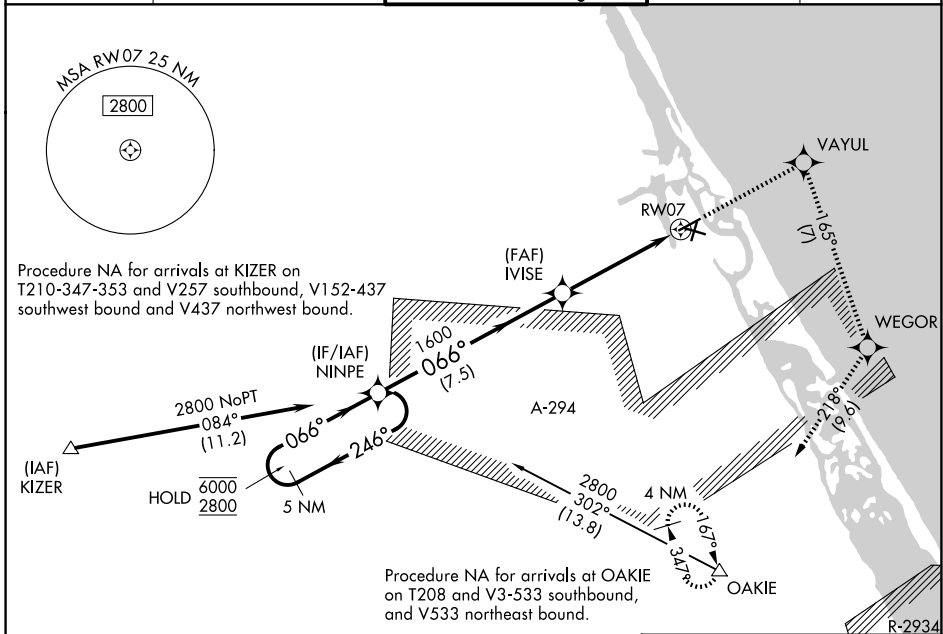 MSA RW07 25 NM
2800
VAYUL
RW07
165°
(7)
(FAF)
IVISE
Procedure NA for arrivals at KIZER on
T210-347-353 and V257 southbound, V152-437
southwest bound and V437 northwest bound.
WEGOR
(IF/IAF)
NINPE
1600
066°
(7.5)
A-294
2800 NoPT
084°
(11.2)
218°
(9.6)
066°
246°
(IAF)
KIZER
HOLD
6000
2800
5 NM
2800
302°
(13.8)
4 NM
167°
347°
OAKIE
Procedure NA for arrivals at OAKIE
on T208 and V3-533 southbound,
and V533 northeast bound.
R-2934